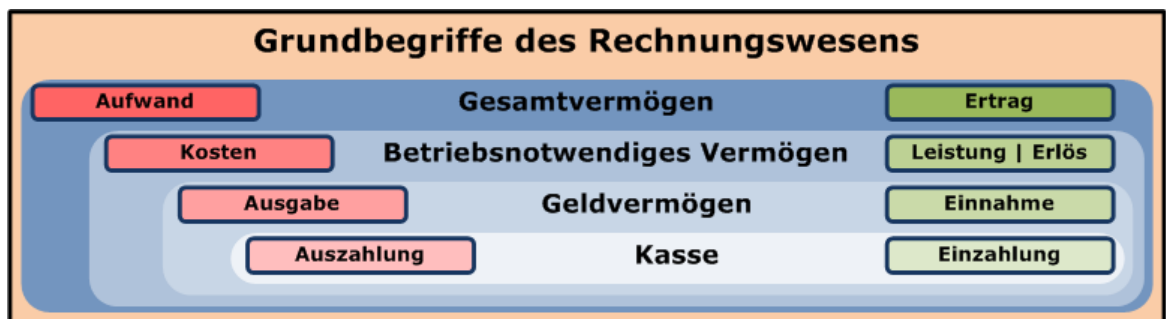 Grundbegriffe des Rechnungswesens
Aufwand Gesamtvermögen Ertrag
Kosten Betriebsnotwendiges Vermögen Leistung | Erlös
Ausgabe Geldvermögen Einnahme
Auszahlung Kasse Einzahlung